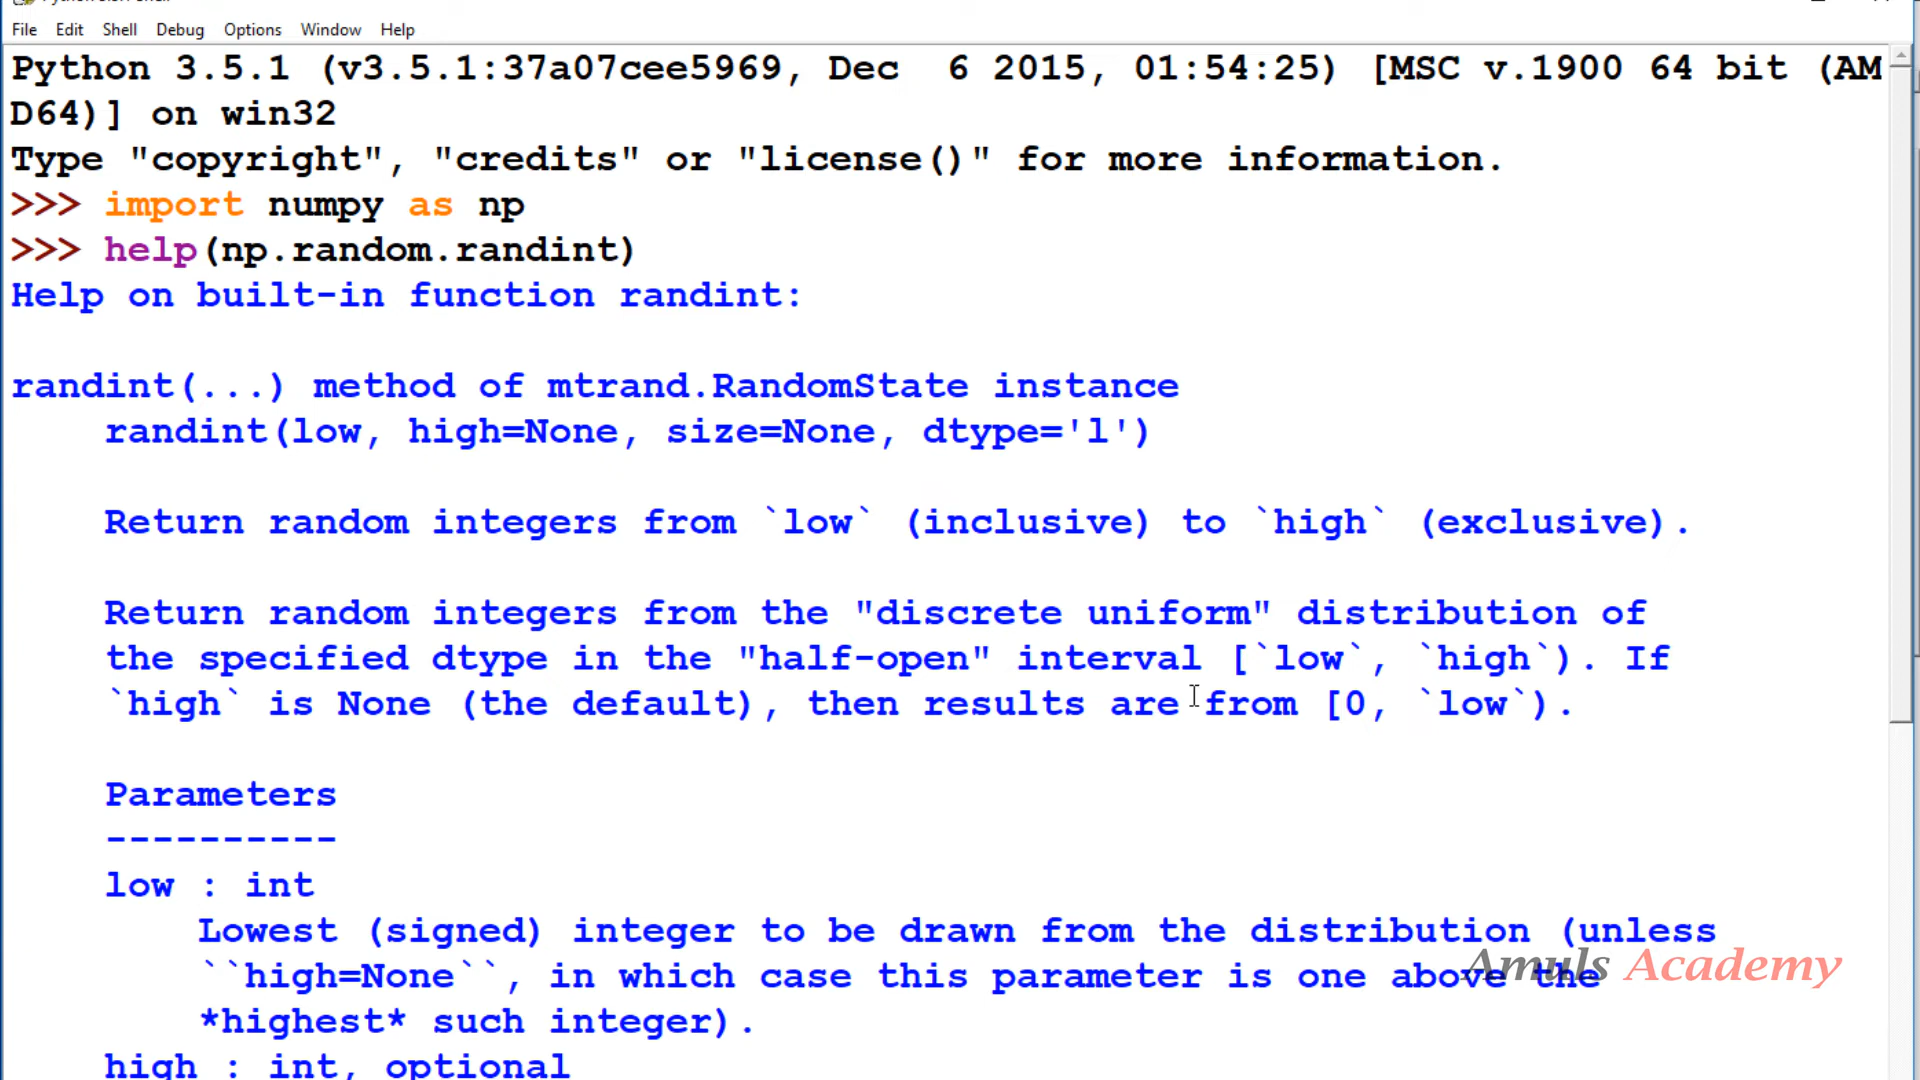 File Edit Shell Debug Options Window Help
Python 3.5.1 (v3.5.1:37a07cee5969, Dec  6 2015, 01:54:25) [MSC v.1900 64 bit (AM
D64)] on win32
Type "copyright", "credits" or "license()" for more information.
>>> import numpy as np
>>> help(np.random.randint)
Help on built-in function randint:
randint(...) method of mtrand.RandomState instance
randint(low, high=None, size=None, dtype='l')
Return random integers from `low` (inclusive) to `high` (exclusive).
Return random integers from the "discrete uniform" distribution of
the specified dtype in the "half-open" interval [`low`, `high`). If
`high` is None (the default), then results are from [0, `low`).
Parameters
----------
low : int
Lowest (signed) integer to be drawn from the distribution (unless
``high=None``, in which case this parameter is one above the
*highest* such integer).
high : int, optional
Amuls Academy